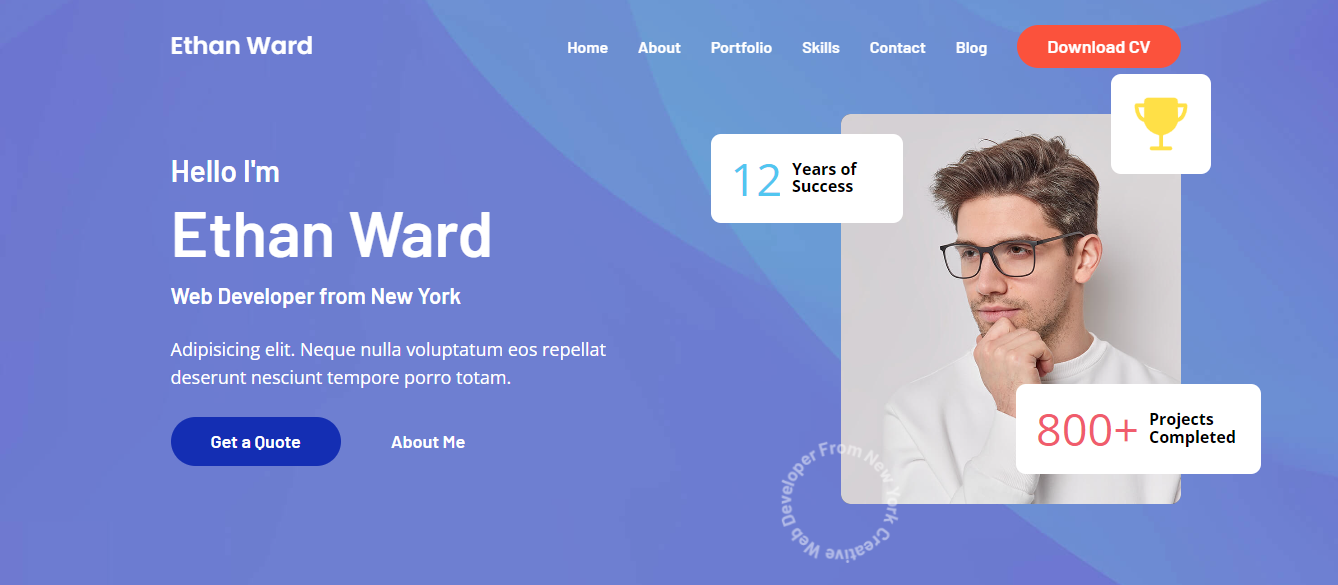 Ethan Ward
Home About Portfolio Skills Contact Blog Download CV
12 Years of
Success
Hello I'm
Ethan Ward
Web Developer from New York
Adipisicing elit. Neque nulla voluptatum eos repellat
deserunt nesciunt tempore porro totam.
Get a Quote About Me
800+ Projects
Completed
Creative Web Developer From New York